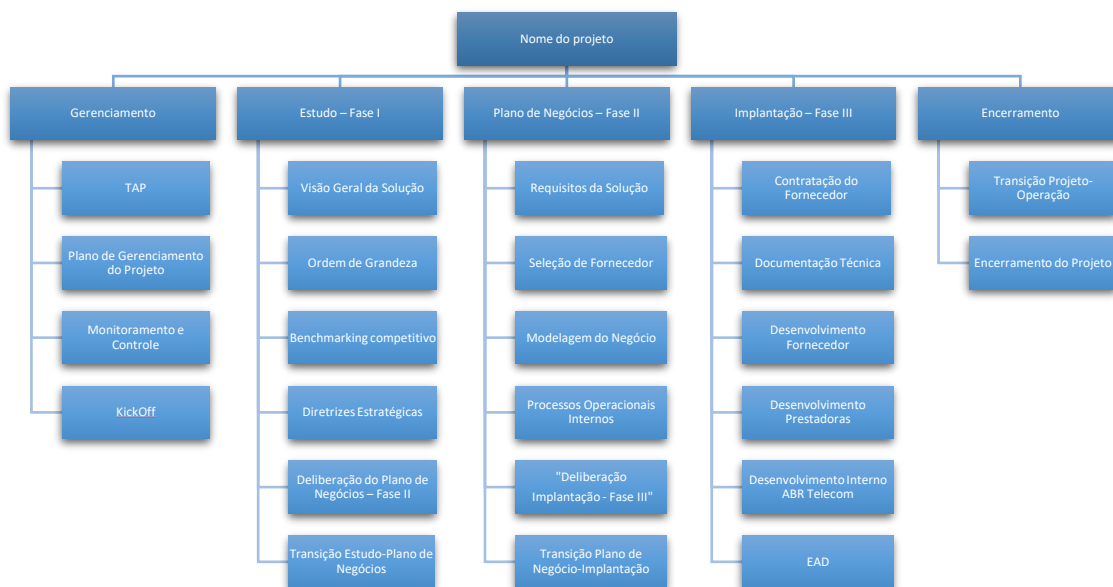 Nome do projeto
Gerenciamento
Estudo – Fase I
Plano de Negócios – Fase II
Implantação – Fase III
Encerramento
TAP
Plano de Gerenciamento
do Projeto
Monitoramento e
Controle
KickOff
Visão Geral da Solução
Ordem de Grandeza
Benchmarking competitivo
Diretrizes Estratégicas
Deliberação do Plano de
Negócios – Fase II
Transição Estudo-Plano de
Negócios
Requisitos da Solução
Seleção de Fornecedor
Modelagem do Negócio
Processos Operacionais
Internos
"Deliberação
Implantação - Fase III"
Transição Plano de
Negócio-Implantação
Contratação do
Fornecedor
Documentação Técnica
Desenvolvimento
Fornecedor
Desenvolvimento
Prestadoras
Desenvolvimento Interno
ABR Telecom
EAD
Transição Projeto-
Operação
Encerramento do Projeto